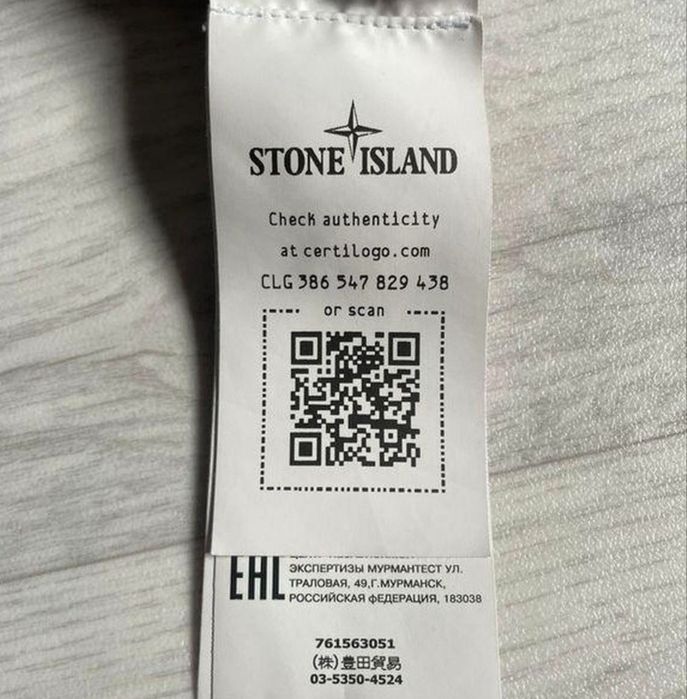 STONE ISLAND
Check authenticity
at certilogo.com
CLG 386 547 829 438
or scan
EAC
ЭКСПЕРТИЗЫ МУРМАНТЕСТ УЛ.
ТРАЛОВАЯ, 49,Г.МУРМАНСК,
РОССИЙСКАЯ ФЕДЕРАЦИЯ, 183038
761563051
(株)豊田貿易
03-5350-4524